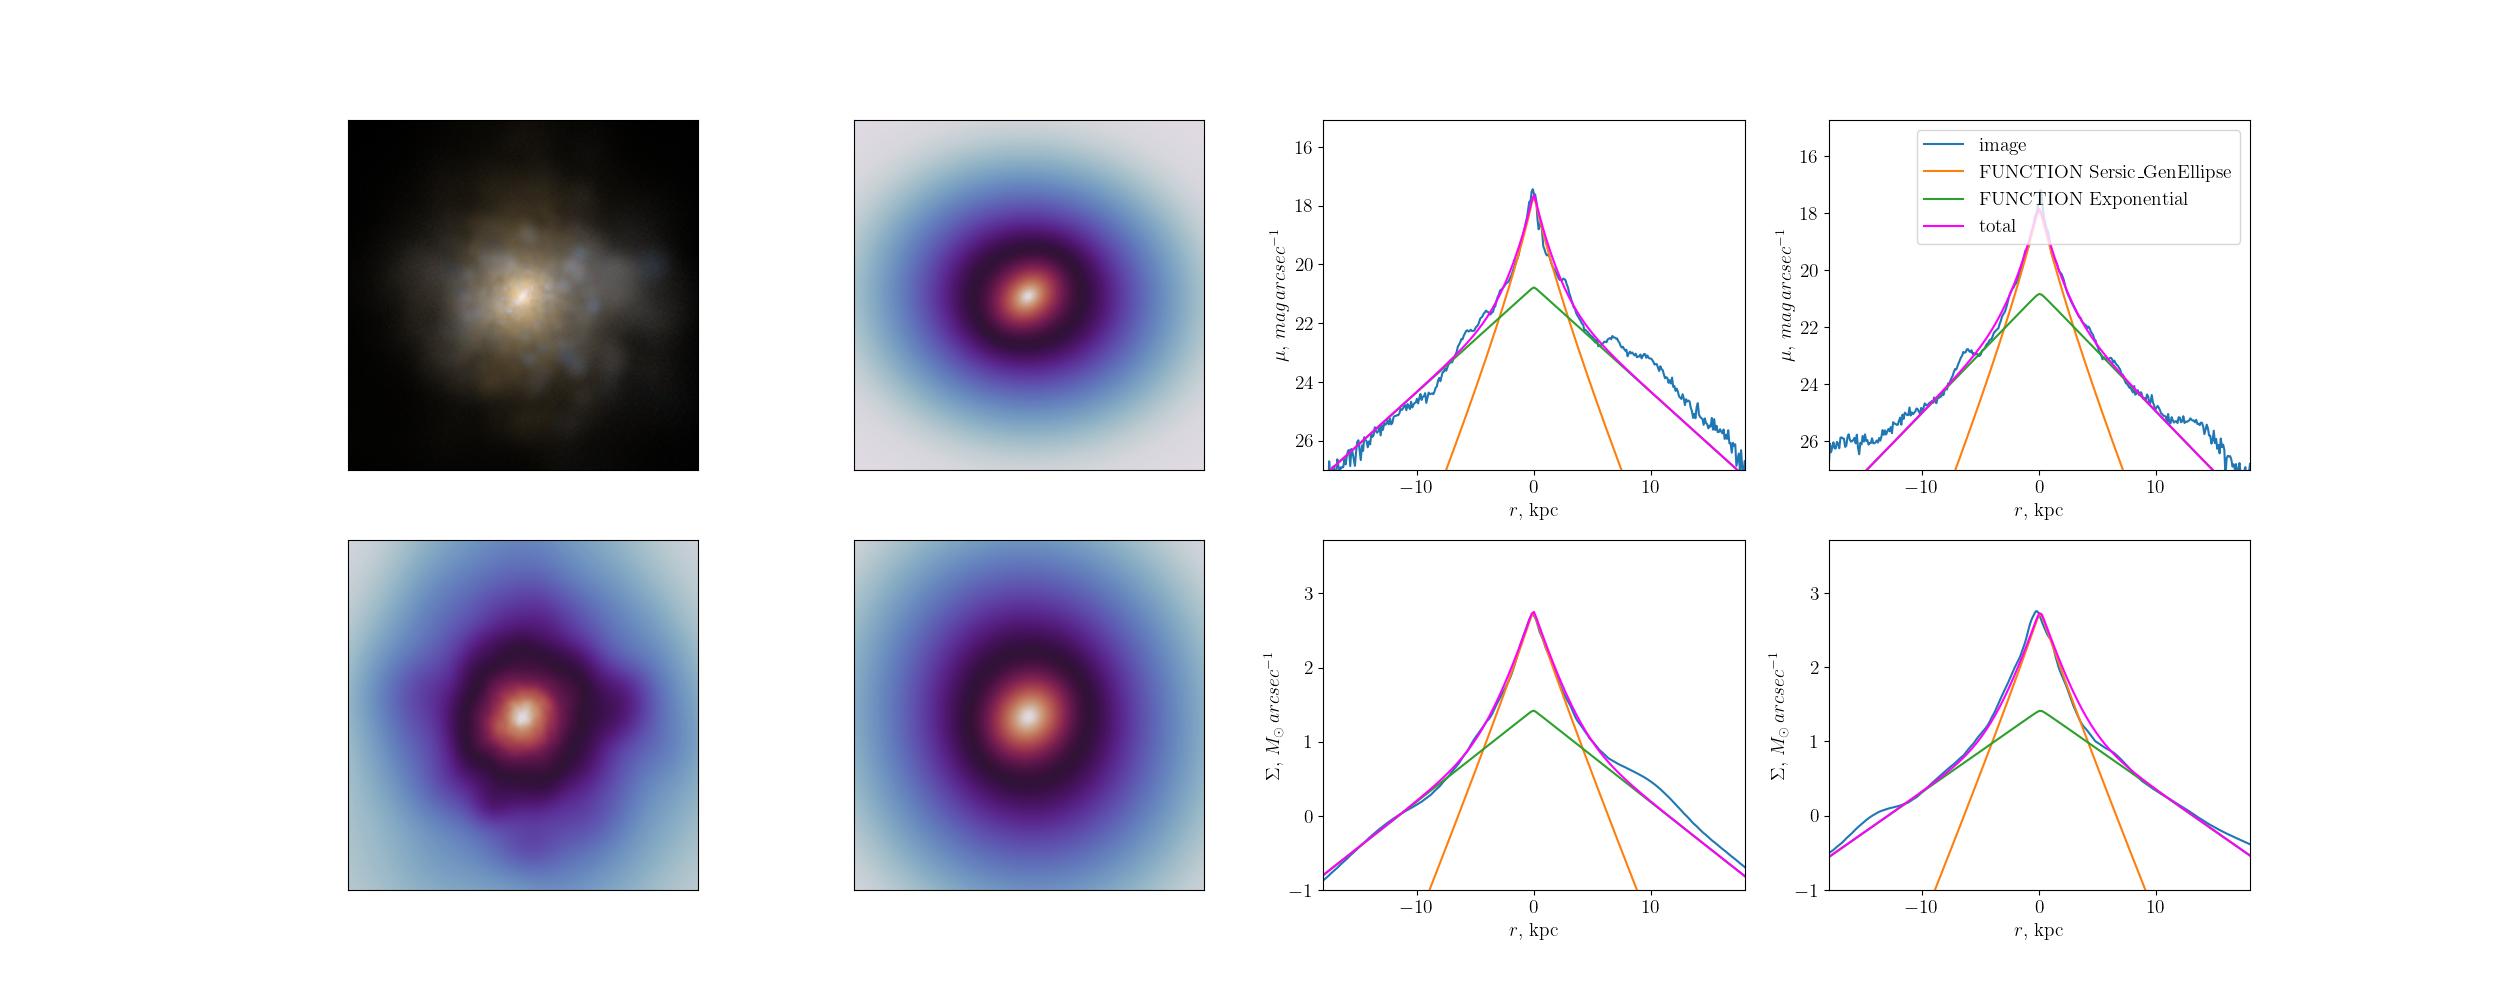 16
18
20
22
24
26
μ, mag arcsec⁻¹
−10 0 10
r, kpc
16
18
20
22
24
26
μ, mag arcsec⁻¹
image
FUNCTION Sersic_GenEllipse
FUNCTION Exponential
total
−10 0 10
r, kpc
3
2
1
0
−1
Σ, M⊙ arcsec⁻¹
−10 0 10
r, kpc
3
2
1
0
−1
Σ, M⊙ arcsec⁻¹
−10 0 10
r, kpc